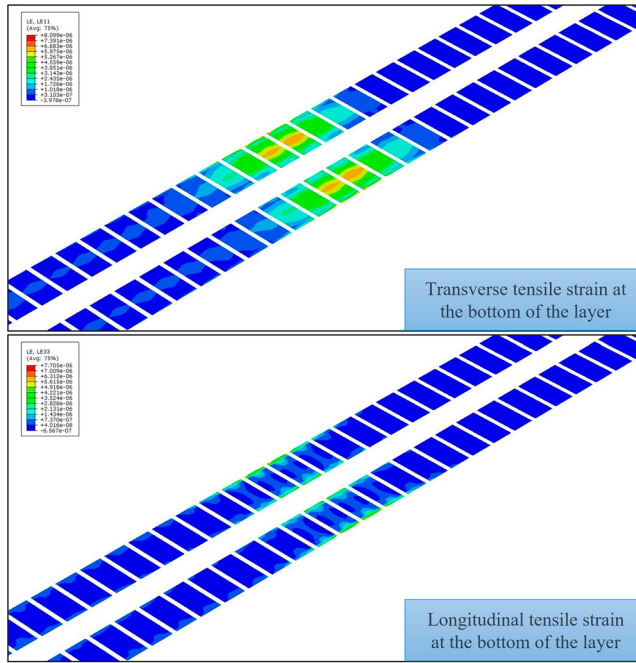 LE, LE11
(Avg: 75%)
+8.099e-06
+7.391e-06
+6.683e-06
+5.975e-06
+5.267e-06
+4.559e-06
+3.851e-06
+3.143e-06
+2.435e-06
+1.726e-06
+1.018e-06
+3.103e-07
-3.978e-07
Transverse tensile strain at
the bottom of the layer
LE, LE33
(Avg: 75%)
+7.705e-06
+7.009e-06
+6.312e-06
+5.615e-06
+4.918e-06
+4.221e-06
+3.524e-06
+2.828e-06
+2.131e-06
+1.434e-06
+7.370e-07
+4.016e-08
-6.567e-07
Longitudinal tensile strain
at the bottom of the layer